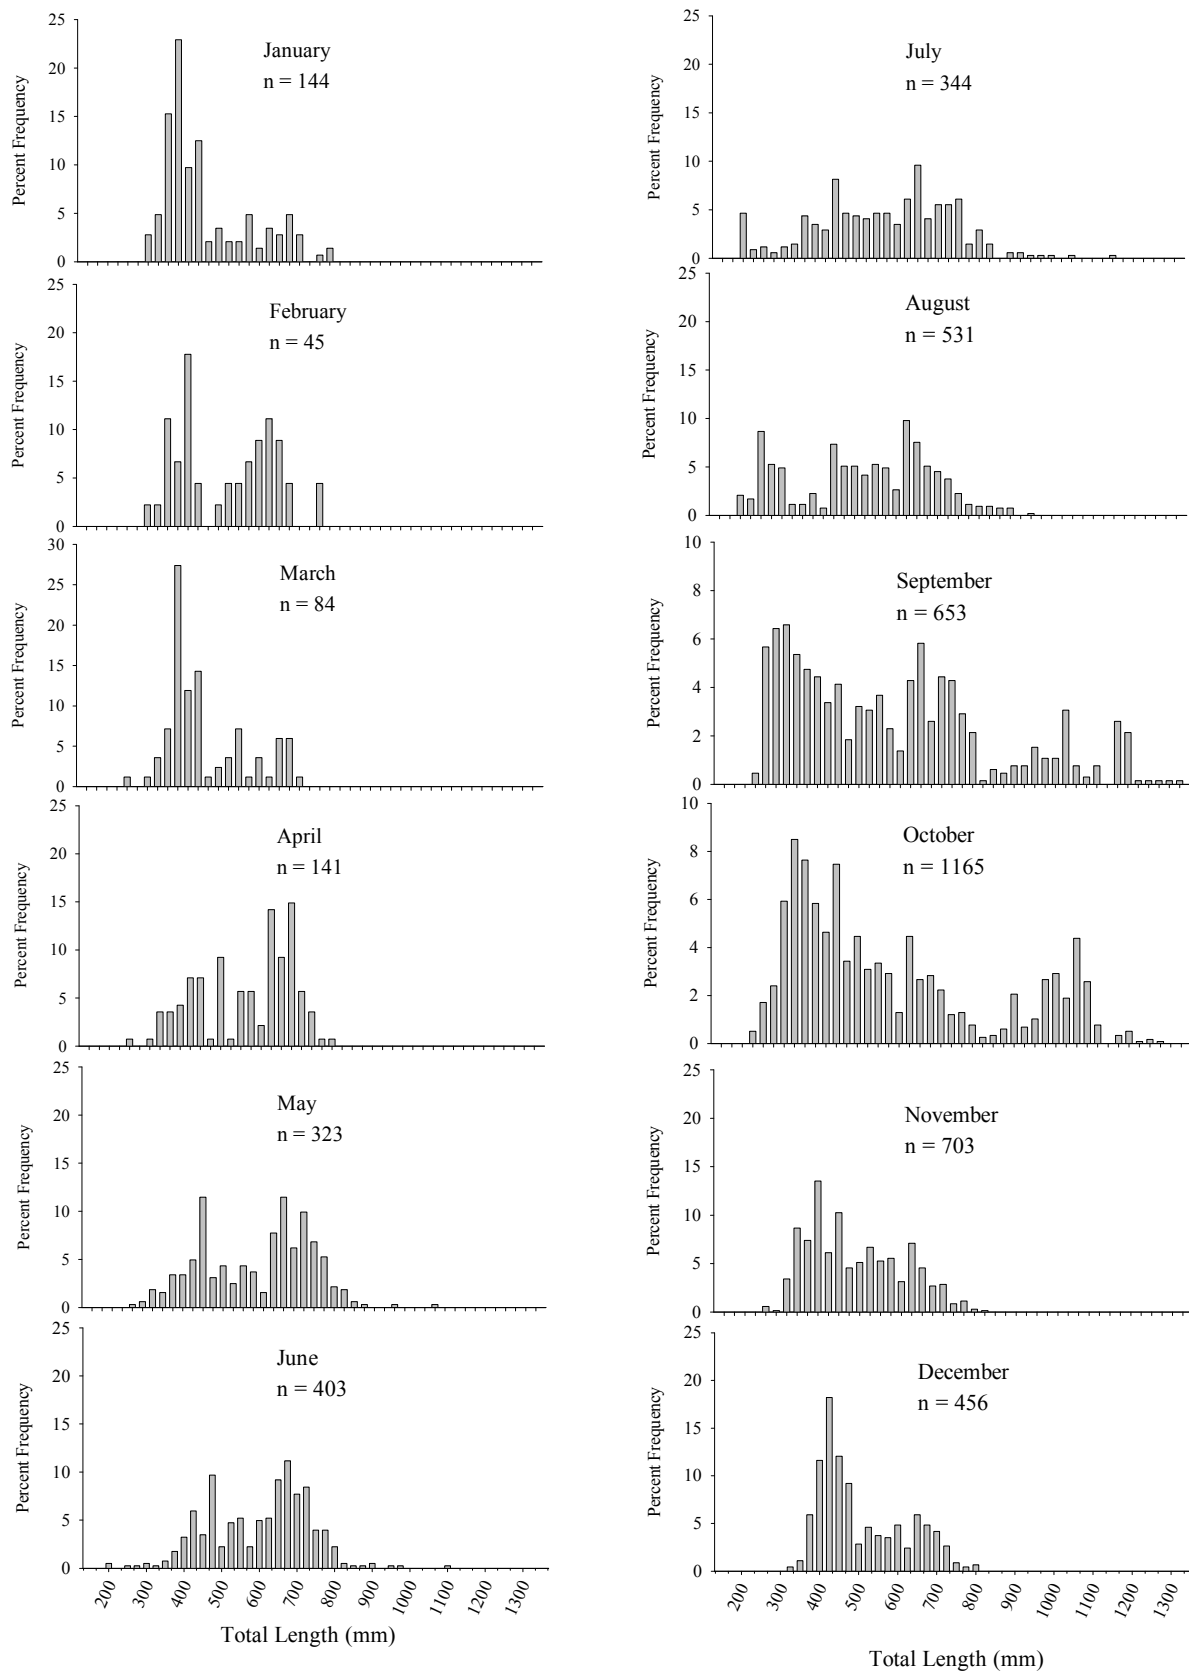 25
20
15
10
5
0
Percent Frequency
January
n = 144
25
20
15
10
5
0
Percent Frequency
February
n = 45
30
25
20
15
10
5
0
Percent Frequency
March
n = 84
25
20
15
10
5
0
Percent Frequency
April
n = 141
25
20
15
10
5
0
Percent Frequency
May
n = 323
25
20
15
10
5
0
Percent Frequency
June
n = 403
200
300
400
500
600
700
800
900
1000
1100
1200
1300
Total Length (mm)
25
20
15
10
5
0
Percent Frequency
July
n = 344
25
20
15
10
5
0
Percent Frequency
August
n = 531
10
8
6
4
2
0
Percent Frequency
September
n = 653
10
8
6
4
2
0
Percent Frequency
October
n = 1165
25
20
15
10
5
0
Percent Frequency
November
n = 703
25
20
15
10
5
0
Percent Frequency
December
n = 456
200
300
400
500
600
700
800
900
1000
1100
1200
1300
Total Length (mm)